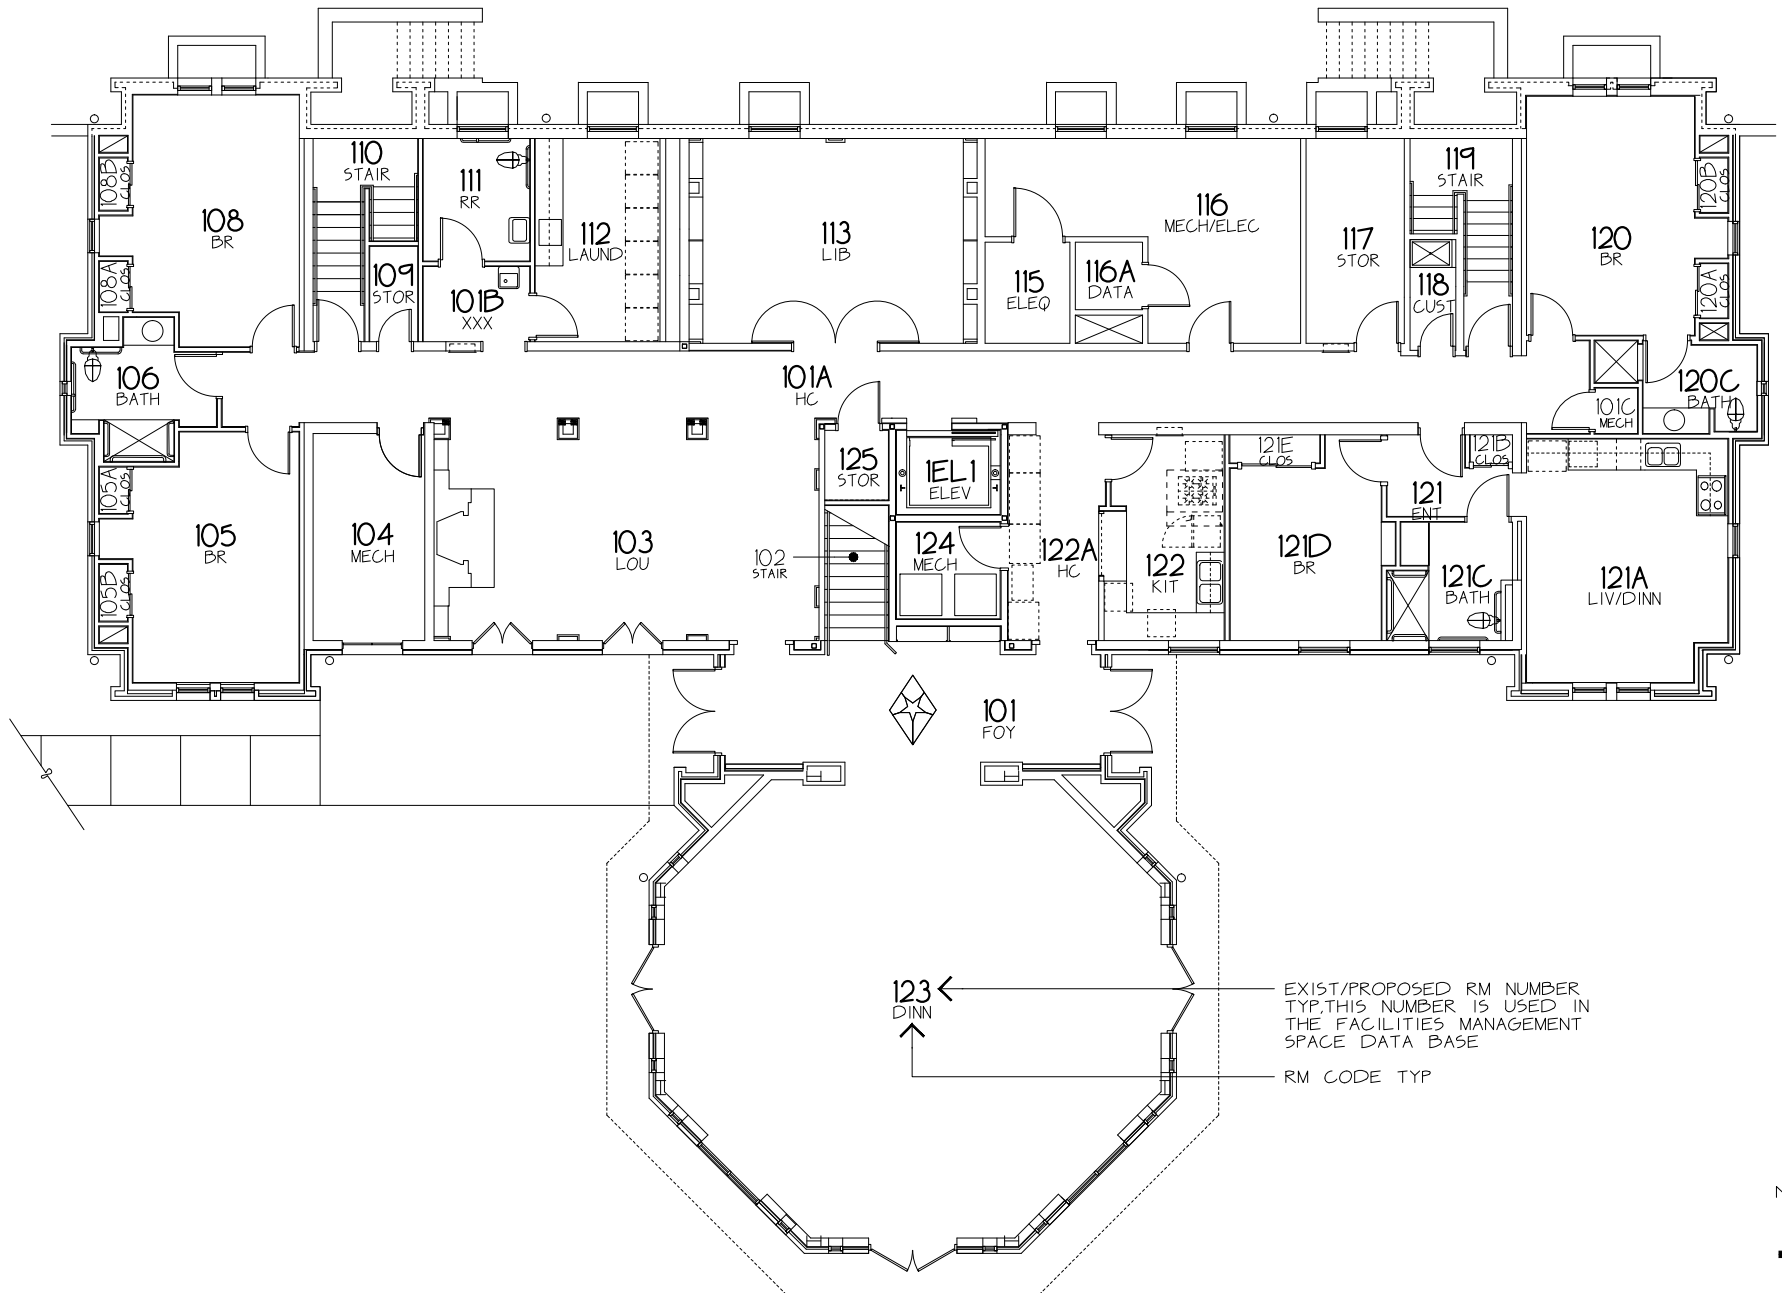 110
STAIR
119
STAIR
108B
CLOS
111
RR
120B
CLOS
108
BR
112
LAUND
113
LIB
116
MECH/ELEC
117
STOR
120
BR
108A
CLOS
109
STOR
101B
XXX
115
ELEQ
116A
DATA
118
CUST
120A
CLOS
106
BATH
101A
HC
120C
BATH
101C
MECH
105A
CLOS
125
STOR
1EL1
ELEV
121E
CLOS
121B
CLOS
121
ENT
105
BR
104
MECH
103
LOU
102
STAIR
124
MECH
122A
HC
122
KIT
121D
BR
121C
BATH
121A
LIV/DINN
105B
CLOS
101
FOY
123
DINN
EXIST/PROPOSED RM NUMBER
TYP,THIS NUMBER IS USED IN
THE FACILITIES MANAGEMENT
SPACE DATA BASE
RM CODE TYP